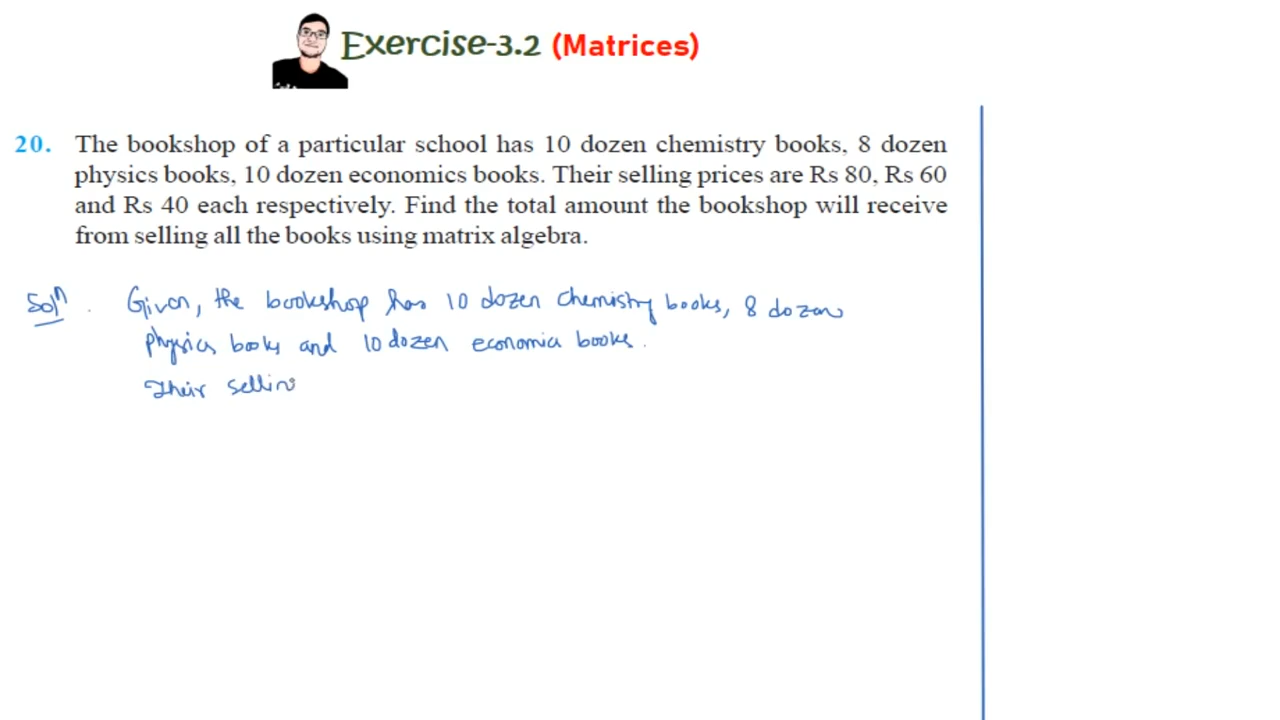 Exercise-3.2 (Matrices)
20. The bookshop of a particular school has 10 dozen chemistry books, 8 dozen
physics books, 10 dozen economics books. Their selling prices are Rs 80, Rs 60
and Rs 40 each respectively. Find the total amount the bookshop will receive
from selling all the books using matrix algebra.
Solⁿ. Given, the bookshop has 10 dozen chemistry books, 8 dozen
physics books and 10 dozen economics books.
Their sellin